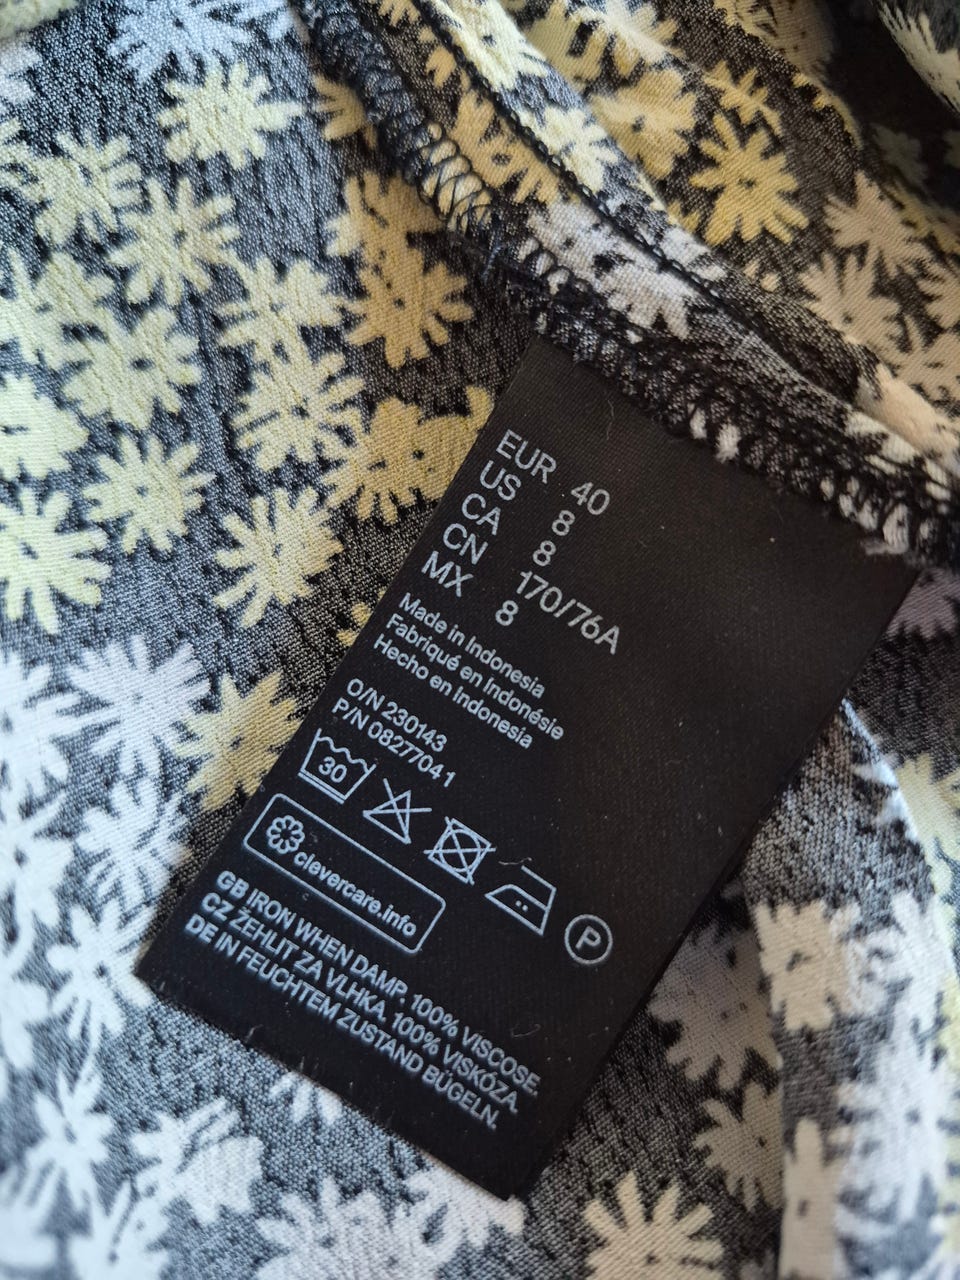 EUR 40
US 8
CA 8
CN 170/76A
MX 8
Made in Indonesia
Fabriqué en Indonésie
Hecho en Indonesia
O/N 230143
P/N 08277041
30
P
clevercare.info
GB IRON WHEN DAMP. 100% VISCOSE.
CZ ŽEHLIT ZA VLHKA. 100% VISKÓZA.
DE IN FEUCHTEM ZUSTAND BÜGELN.